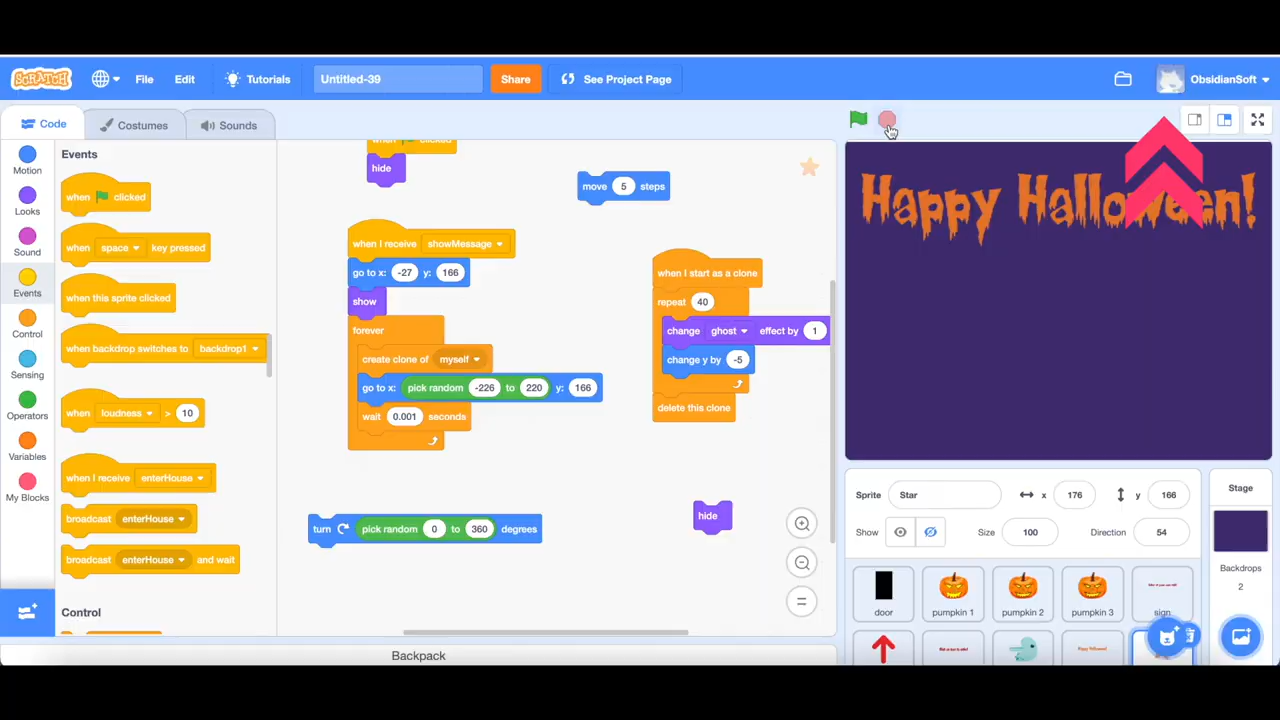 SCRATCH File Edit Tutorials Untitled-39 Share See Project Page ObsidianSoft
Code Costumes Sounds
Motion
Looks
Sound
Events
Control
Sensing
Operators
Variables
My Blocks
Events
when clicked
when space key pressed
when this sprite clicked
when backdrop switches to backdrop1
when loudness > 10
when I receive enterHouse
broadcast enterHouse
broadcast enterHouse and wait
Control
when clicked
hide
move 5 steps
when I receive showMessage
go to x: -27 y: 166
show
forever
create clone of myself
go to x: pick random -226 to 220 y: 166
wait 0.001 seconds
when I start as a clone
repeat 40
change ghost effect by 1
change y by -5
delete this clone
turn pick random 0 to 360 degrees
hide
Backpack
Happy Halloween!
Sprite Star x 176 y 166
Show Size 100 Direction 54
door
pumpkin 1
pumpkin 2
pumpkin 3
sign
Happy Halloween!
Stage
Backdrops
2